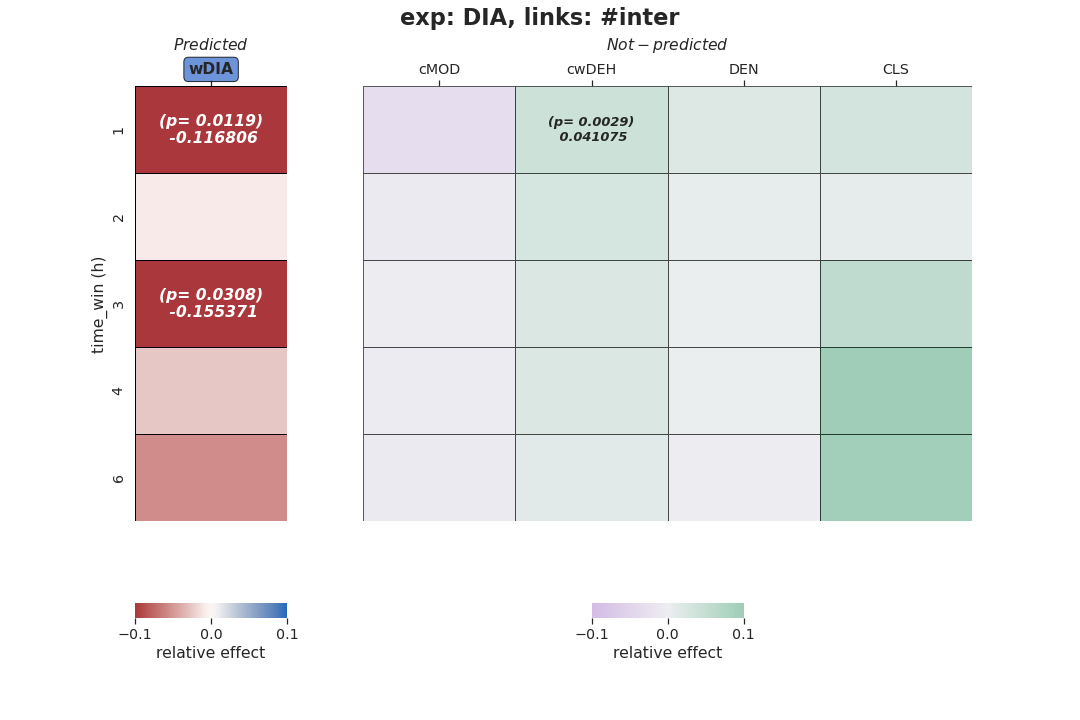 exp: DIA, links: #inter
Predicted
Not−predicted
wDIA
cMOD
cwDEH
DEN
CLS
time_win (h)
1
(p= 0.0119)
-0.116806
(p= 0.0029)
0.041075
2
3
(p= 0.0308)
-0.155371
4
6
−0.1
0.0
0.1
relative effect
−0.1
0.0
0.1
relative effect